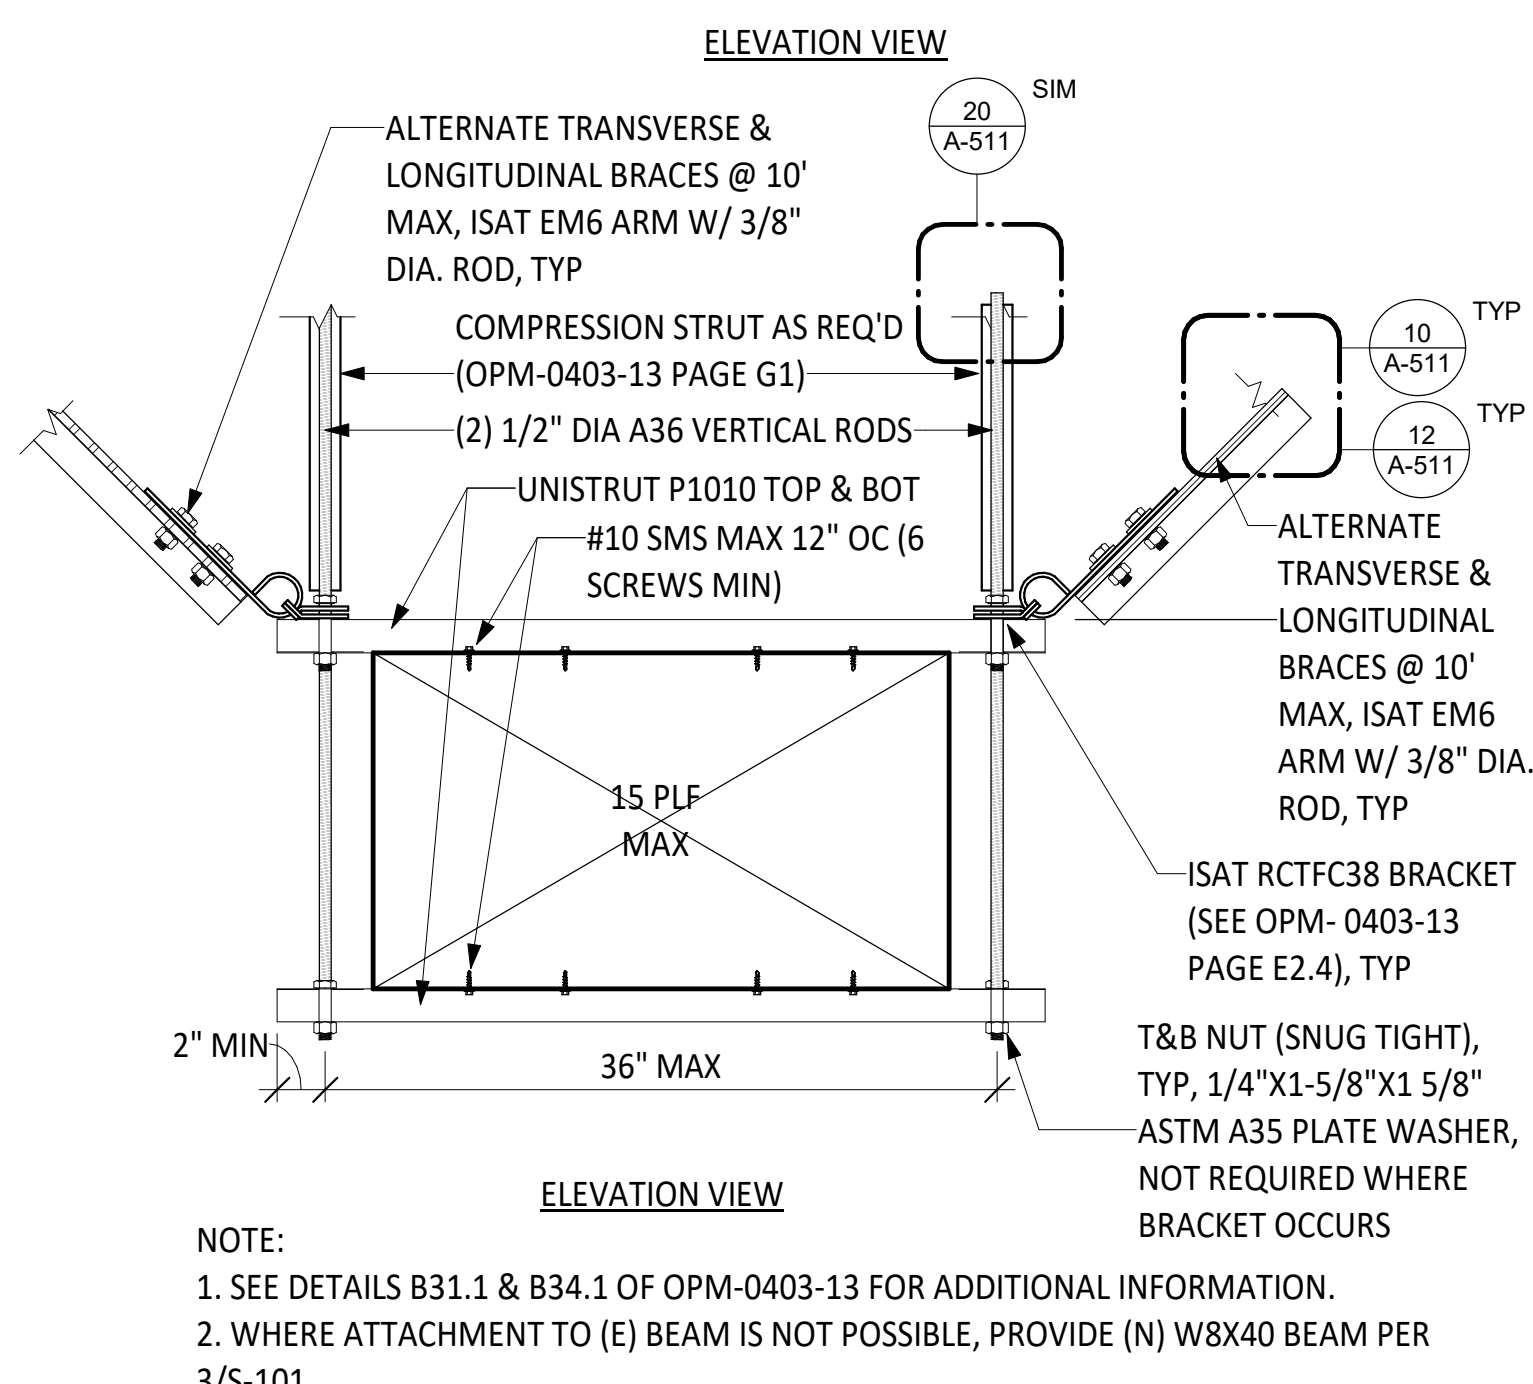 ELEVATION VIEW
20
A-511
SIM
ALTERNATE TRANSVERSE &
LONGITUDINAL BRACES @ 10'
MAX, ISAT EM6 ARM W/ 3/8"
DIA. ROD, TYP
COMPRESSION STRUT AS REQ'D
(OPM-0403-13 PAGE G1)
(2) 1/2" DIA A36 VERTICAL RODS
UNISTRUT P1010 TOP & BOT
#10 SMS MAX 12" OC (6
SCREWS MIN)
10
A-511
TYP
12
A-511
TYP
ALTERNATE
TRANSVERSE &
LONGITUDINAL
BRACES @ 10'
MAX, ISAT EM6
ARM W/ 3/8" DIA.
ROD, TYP
15 PLF
MAX
ISAT RCTFC38 BRACKET
(SEE OPM- 0403-13
PAGE E2.4), TYP
2" MIN
36" MAX
T&B NUT (SNUG TIGHT),
TYP, 1/4"X1-5/8"X1 5/8"
ASTM A35 PLATE WASHER,
NOT REQUIRED WHERE
BRACKET OCCURS
ELEVATION VIEW
NOTE:
1. SEE DETAILS B31.1 & B34.1 OF OPM-0403-13 FOR ADDITIONAL INFORMATION.
2. WHERE ATTACHMENT TO (E) BEAM IS NOT POSSIBLE, PROVIDE (N) W8X40 BEAM PER
3/S-101